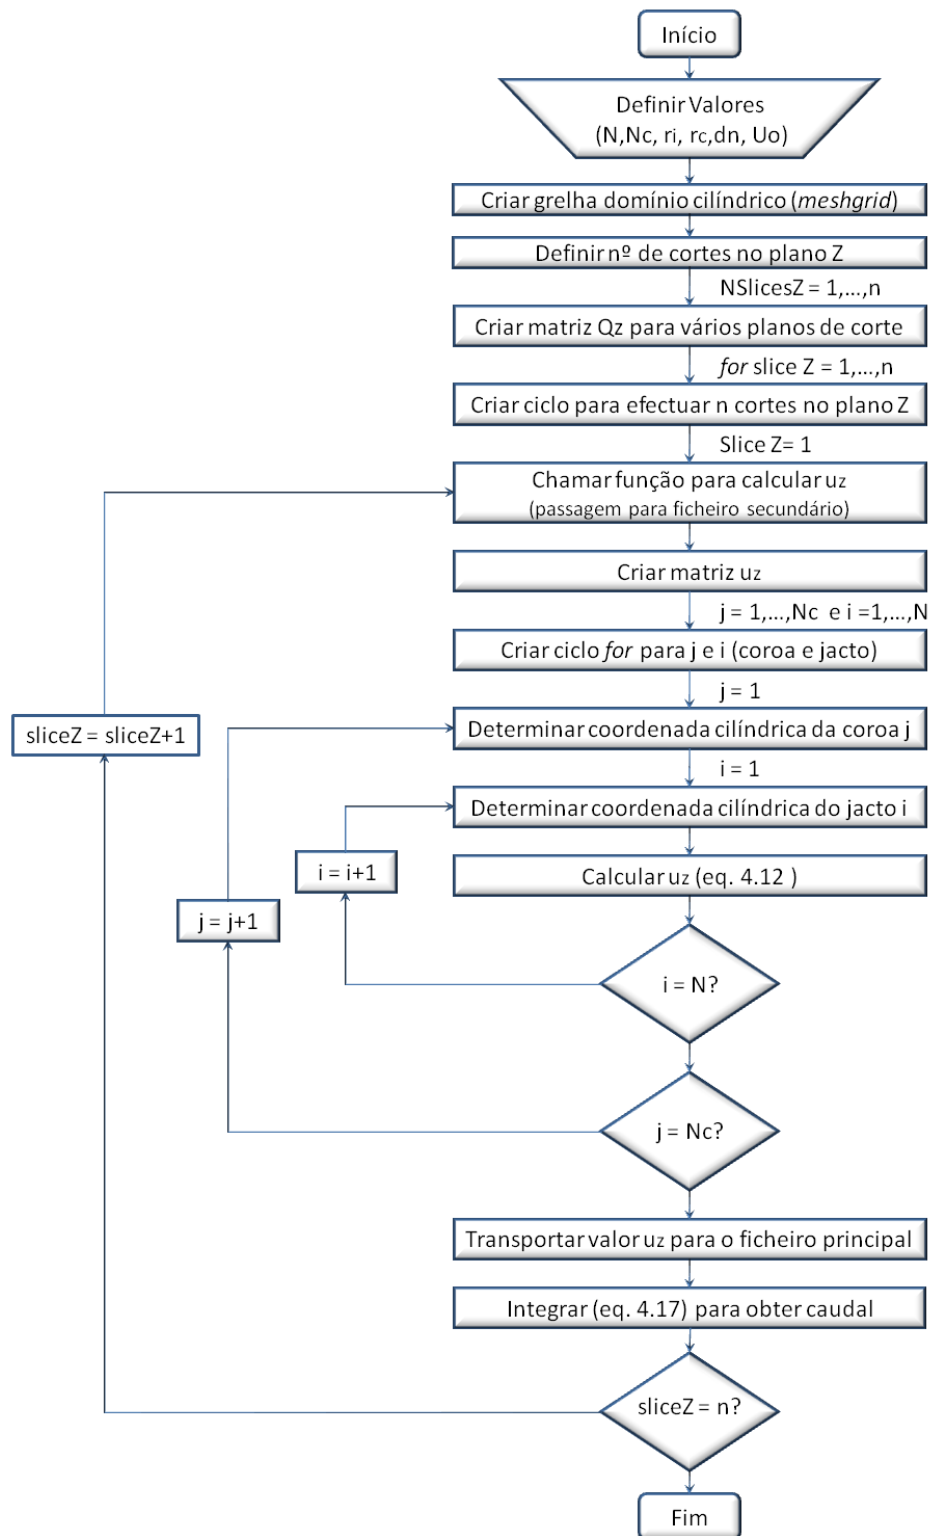 Início
Definir Valores
(N,Nc, ri, rc,dn, Uo)
Criar grelha domínio cilíndrico (meshgrid)
Definir nº de cortes no plano Z
NSlicesZ = 1,...,n
Criar matriz Qz para vários planos de corte
for slice Z = 1,...,n
Criar ciclo para efectuar n cortes no plano Z
Slice Z= 1
Chamar função para calcular uz
(passagem para ficheiro secundário)
Criar matriz uz
j = 1,...,Nc e i =1,...,N
Criar ciclo for para j e i (coroa e jacto)
j = 1
sliceZ = sliceZ+1
Determinar coordenada cilíndrica da coroa j
i = 1
Determinar coordenada cilíndrica do jacto i
i = i+1
Calcular uz (eq. 4.12 )
j = j+1
i = N?
j = Nc?
Transportar valor uz para o ficheiro principal
Integrar (eq. 4.17) para obter caudal
sliceZ = n?
Fim